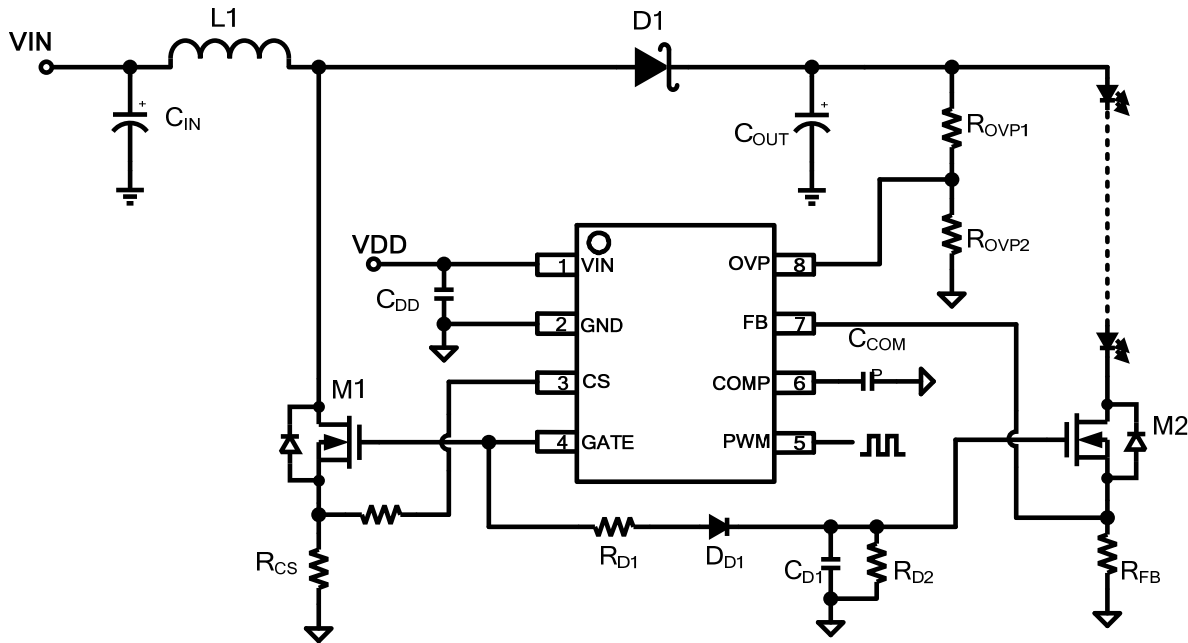 L1
D1
VIN
+
CIN
+
COUT
ROVP1
ROVP2
VDD
CDD
1 VIN
OVP 8
2 GND
FB 7
CCOM
P
3 CS
COMP 6
4 GATE
PWM 5
M1
M2
RCS
RD1
DD1
CD1
RD2
RFB